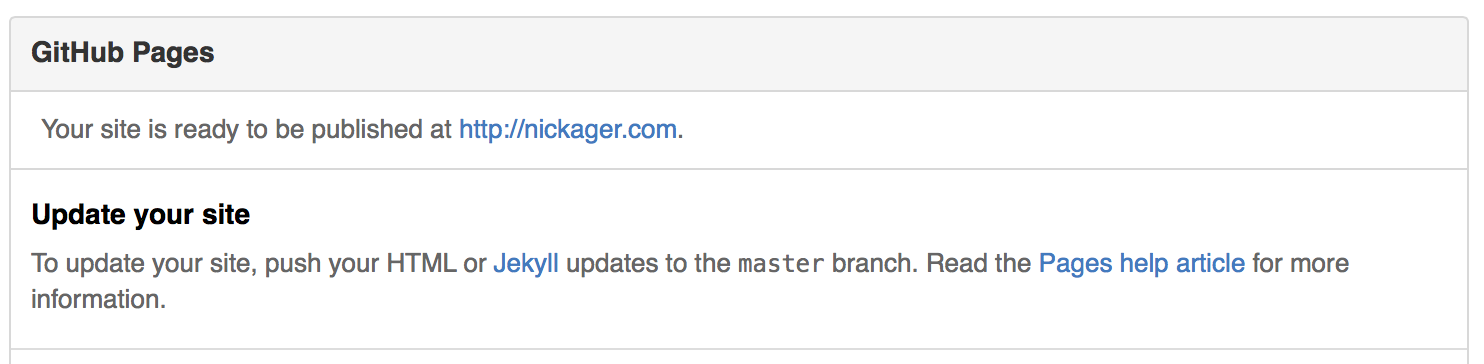 GitHub Pages
Your site is ready to be published at http://nickager.com.
Update your site
To update your site, push your HTML or Jekyll updates to the master branch. Read the Pages help article for more
information.